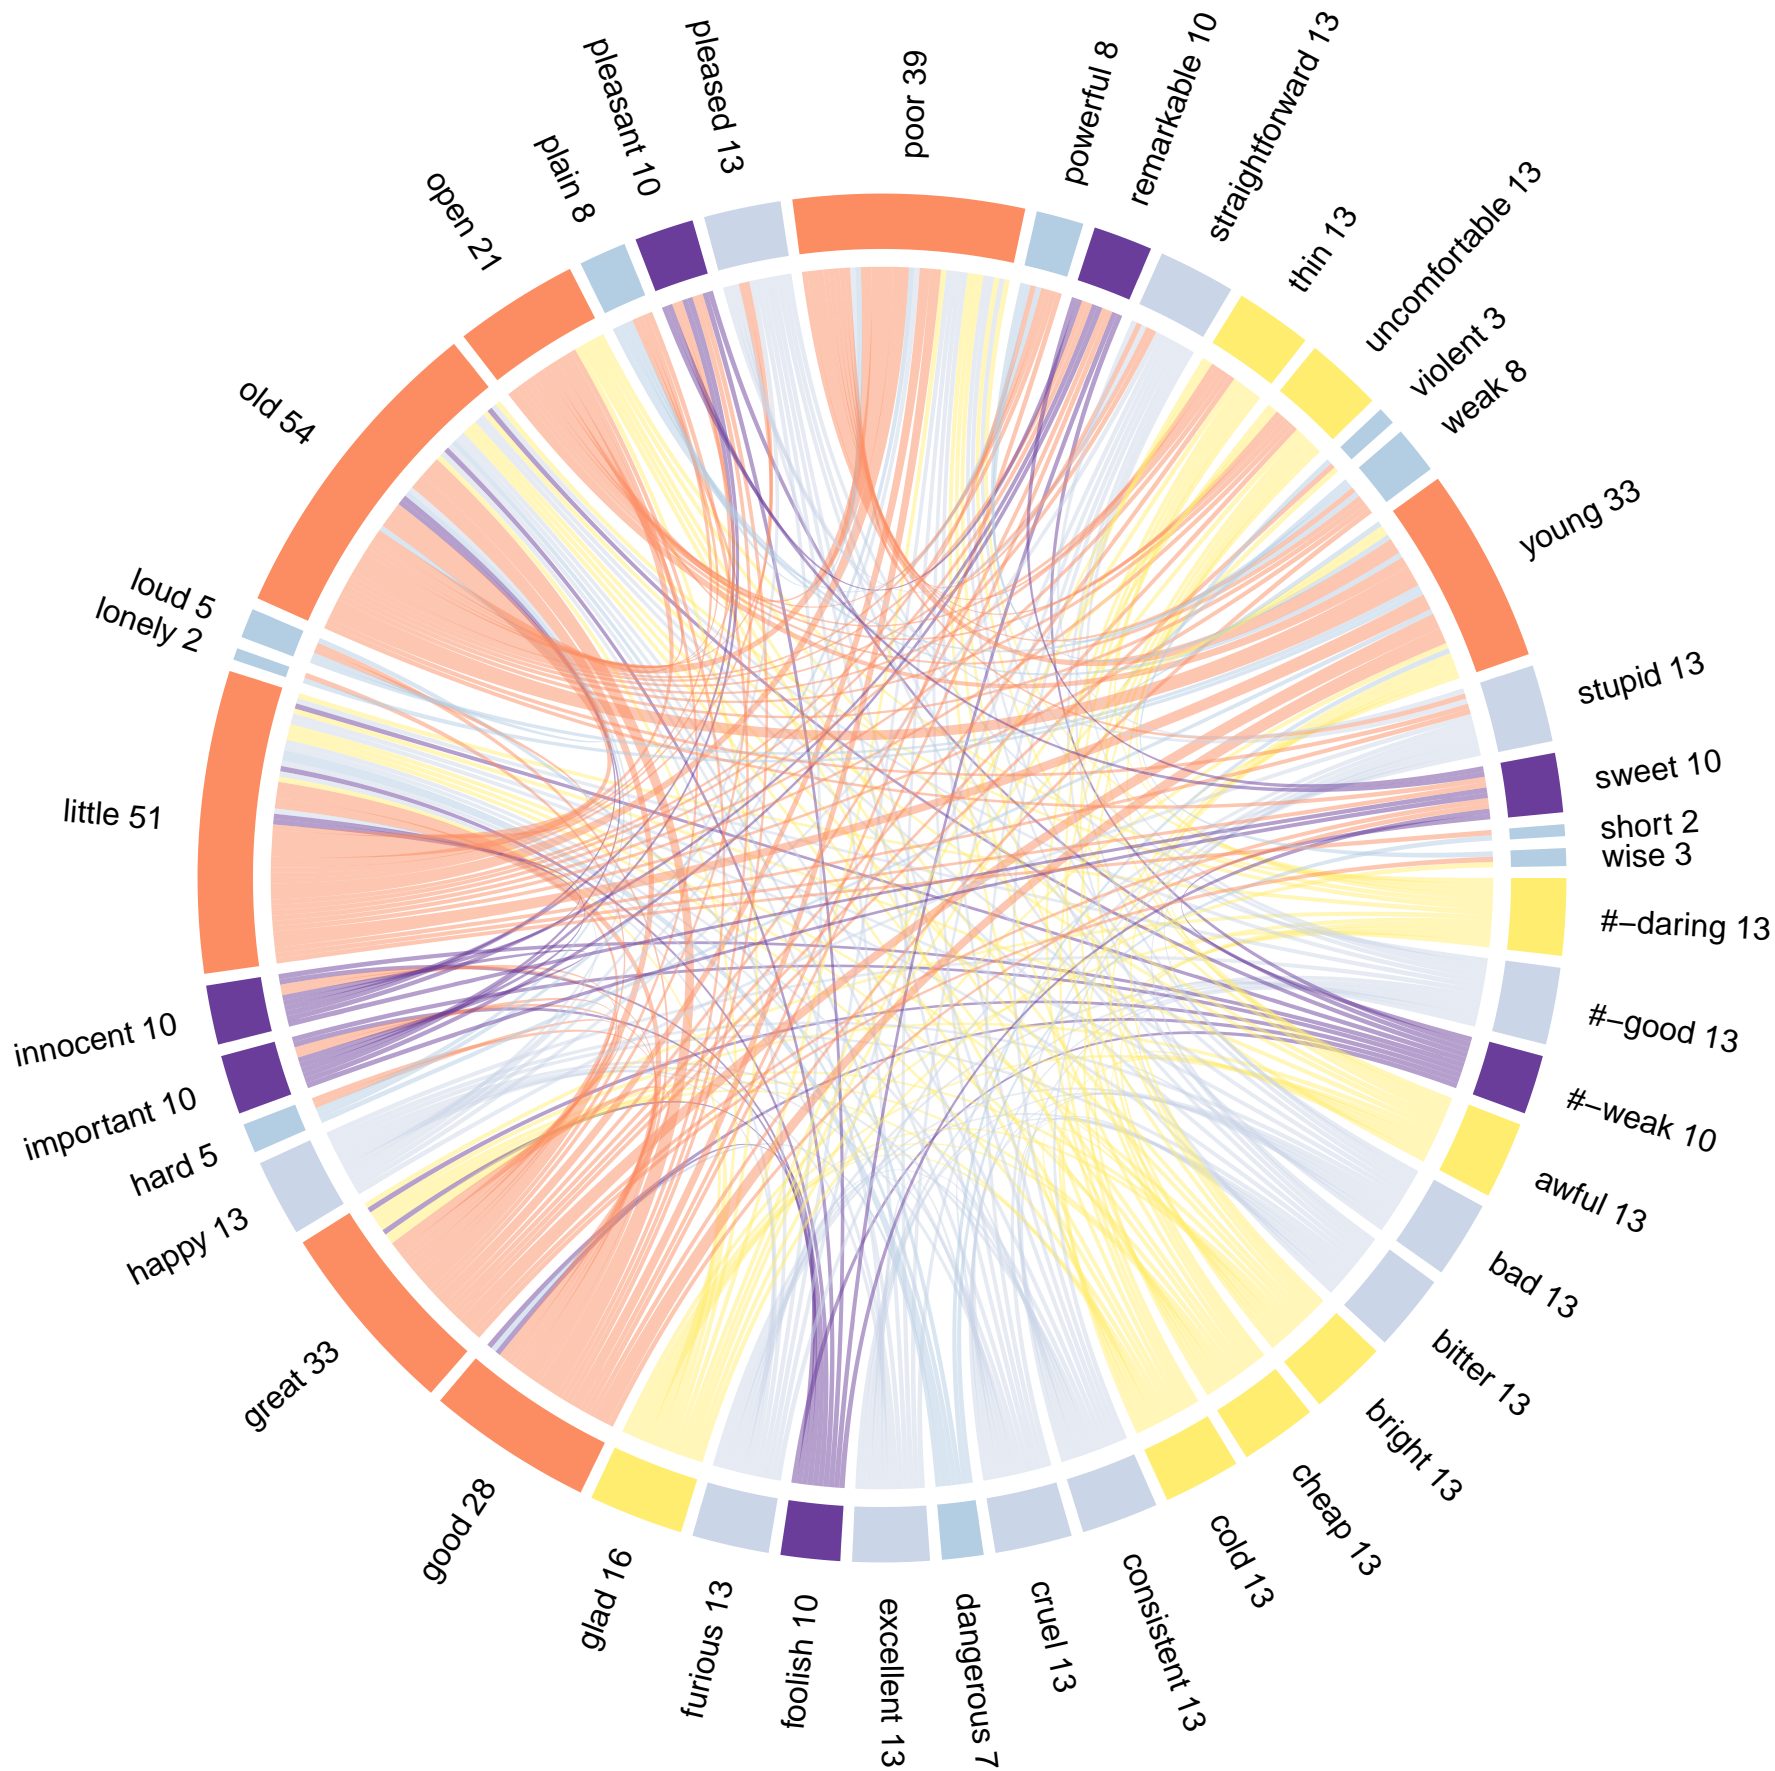 poor 39
powerful 8
remarkable 10
straightforward 13
thin 13
uncomfortable 13
violent 3
weak 8
young 33
stupid 13
sweet 10
short 2
wise 3
#–daring 13
#–good 13
#–weak 10
awful 13
bad 13
bitter 13
bright 13
cheap 13
cold 13
consistent 13
cruel 13
dangerous 7
excellent 13
foolish 10
furious 13
glad 16
good 28
great 33
happy 13
hard 5
important 10
innocent 10
little 51
lonely 2
loud 5
old 54
open 21
plain 8
pleasant 10
pleased 13